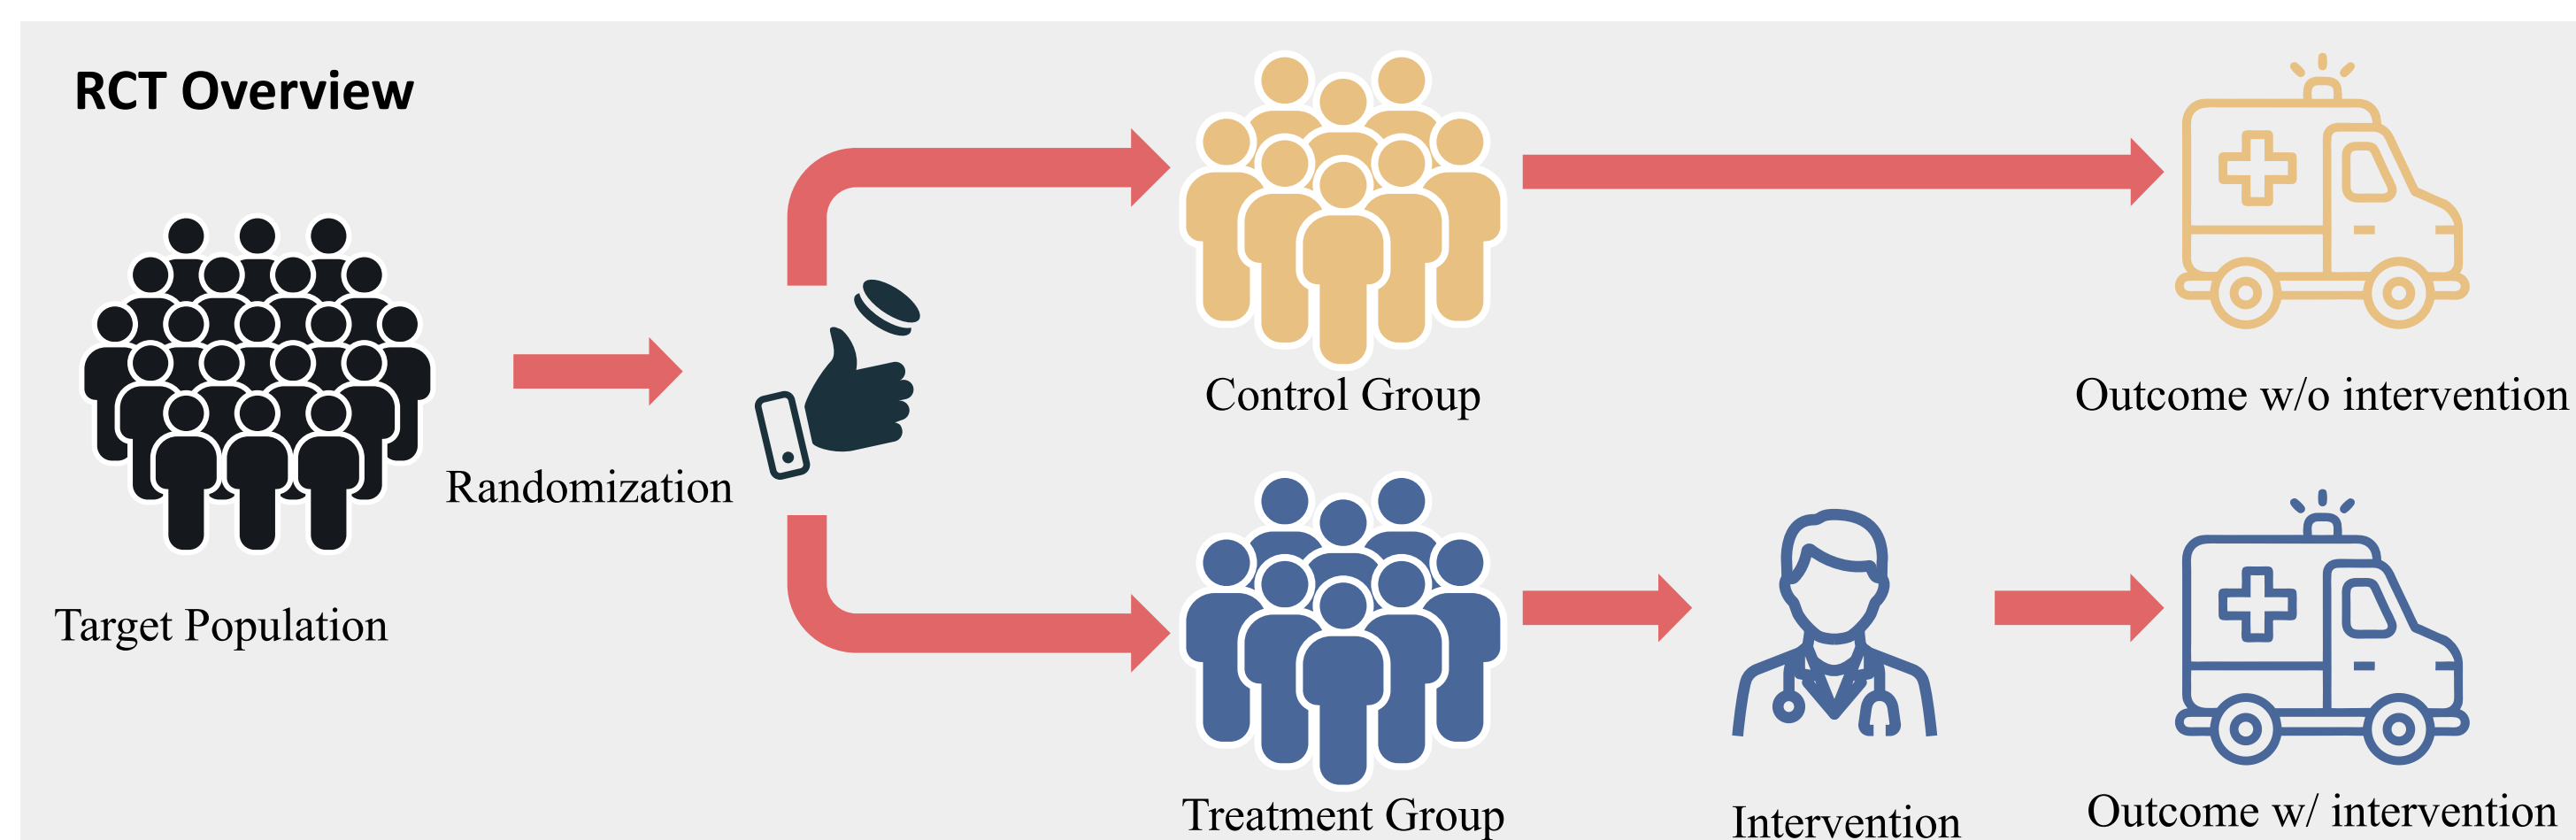 RCT Overview
Target Population
Randomization
Control Group
Outcome w/o intervention
Treatment Group
Intervention
Outcome w/ intervention